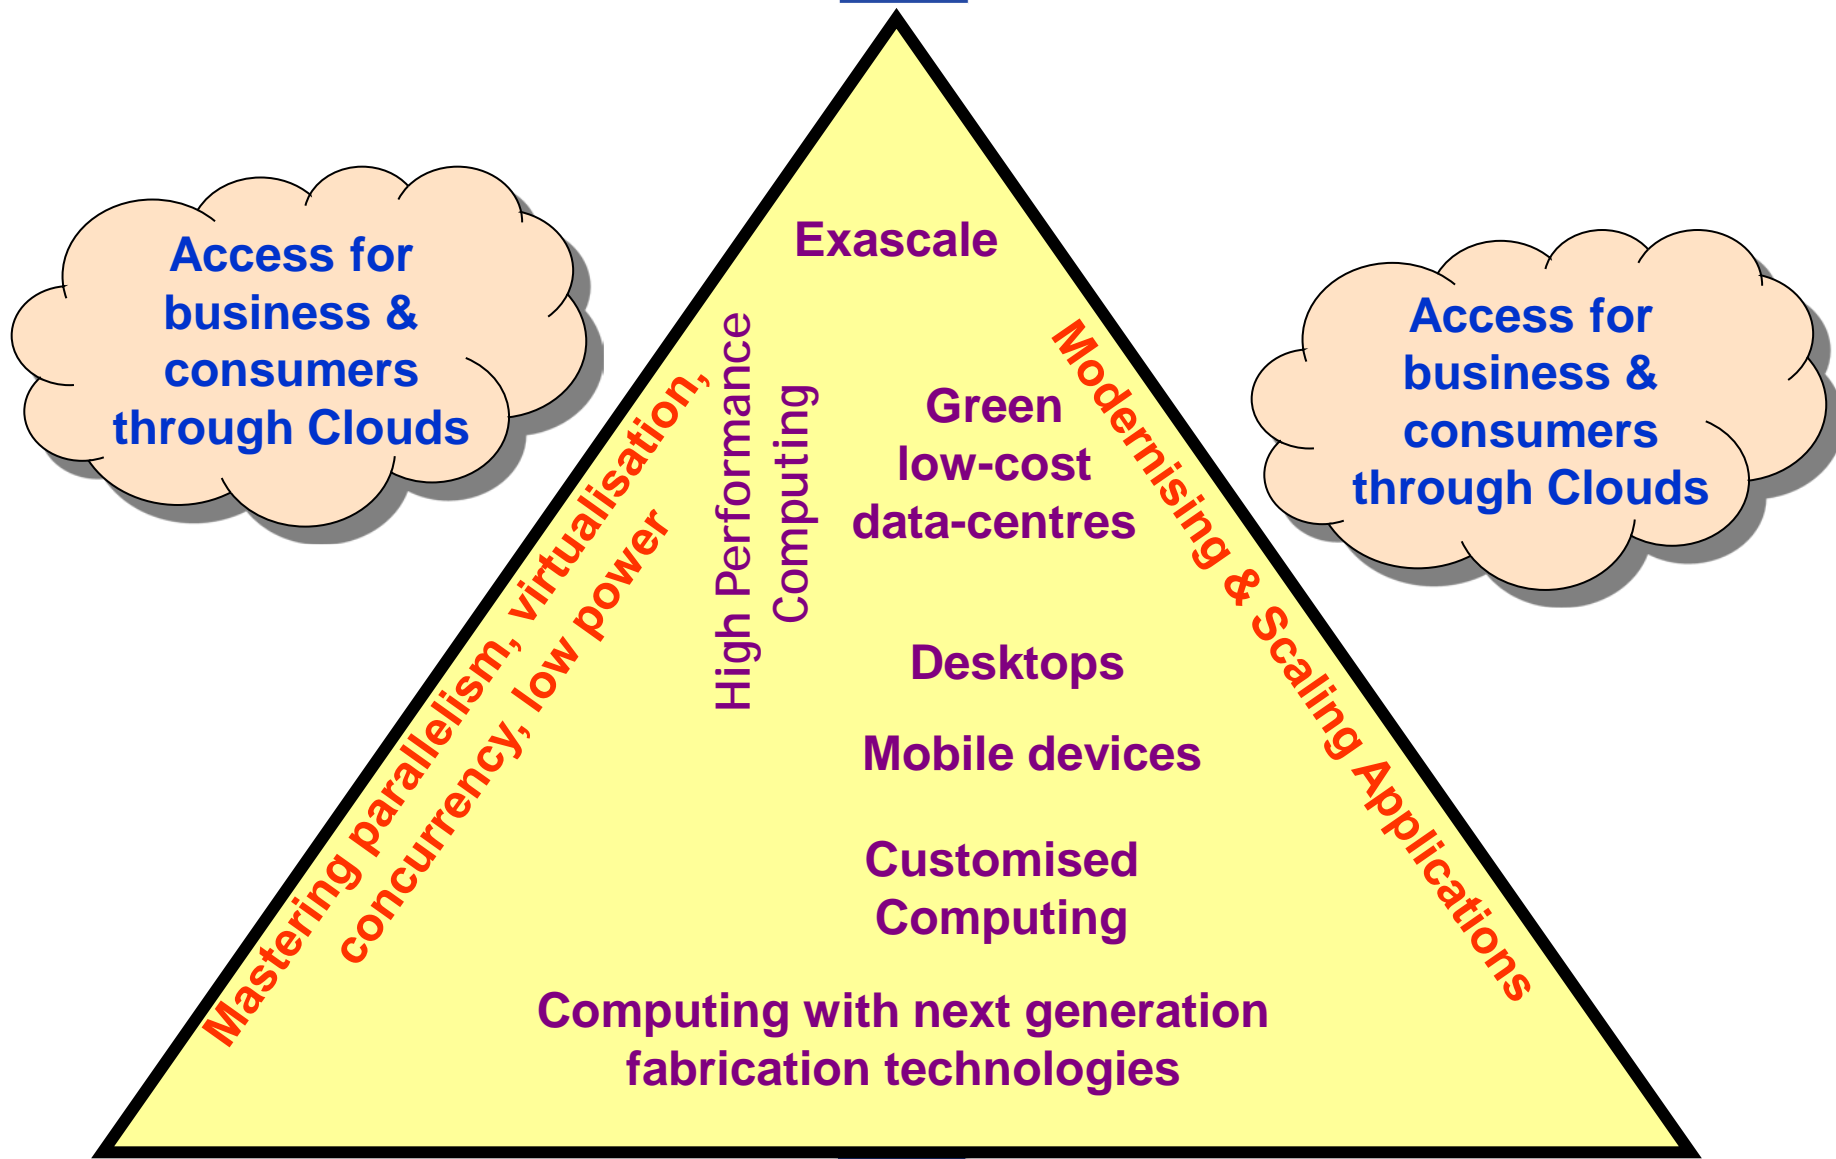 Access for
business &
consumers
through Clouds
Mastering parallelism, virtualisation,
concurrency, low power
Exascale
High Performance
Computing
Green
low-cost
data-centres
Desktops
Mobile devices
Customised
Computing
Computing with next generation
fabrication technologies
Modernising & Scaling Applications
Access for
business &
consumers
through Clouds